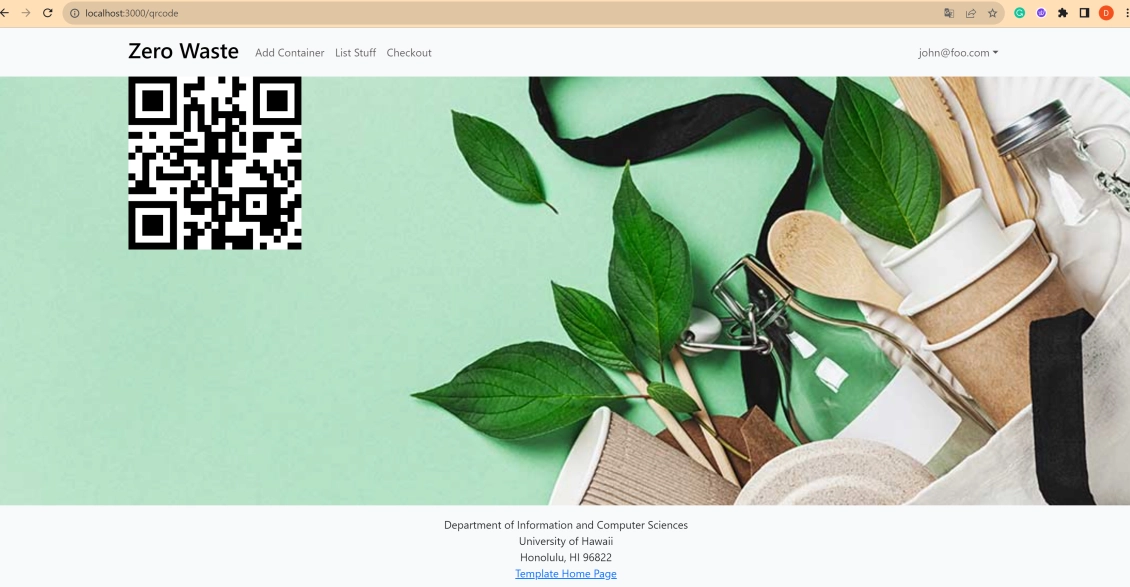 localhost:3000/qrcode
D
Zero Waste Add Container List Stuff Checkout john@foo.com
Department of Information and Computer Sciences
University of Hawaii
Honolulu, HI 96822
Template Home Page